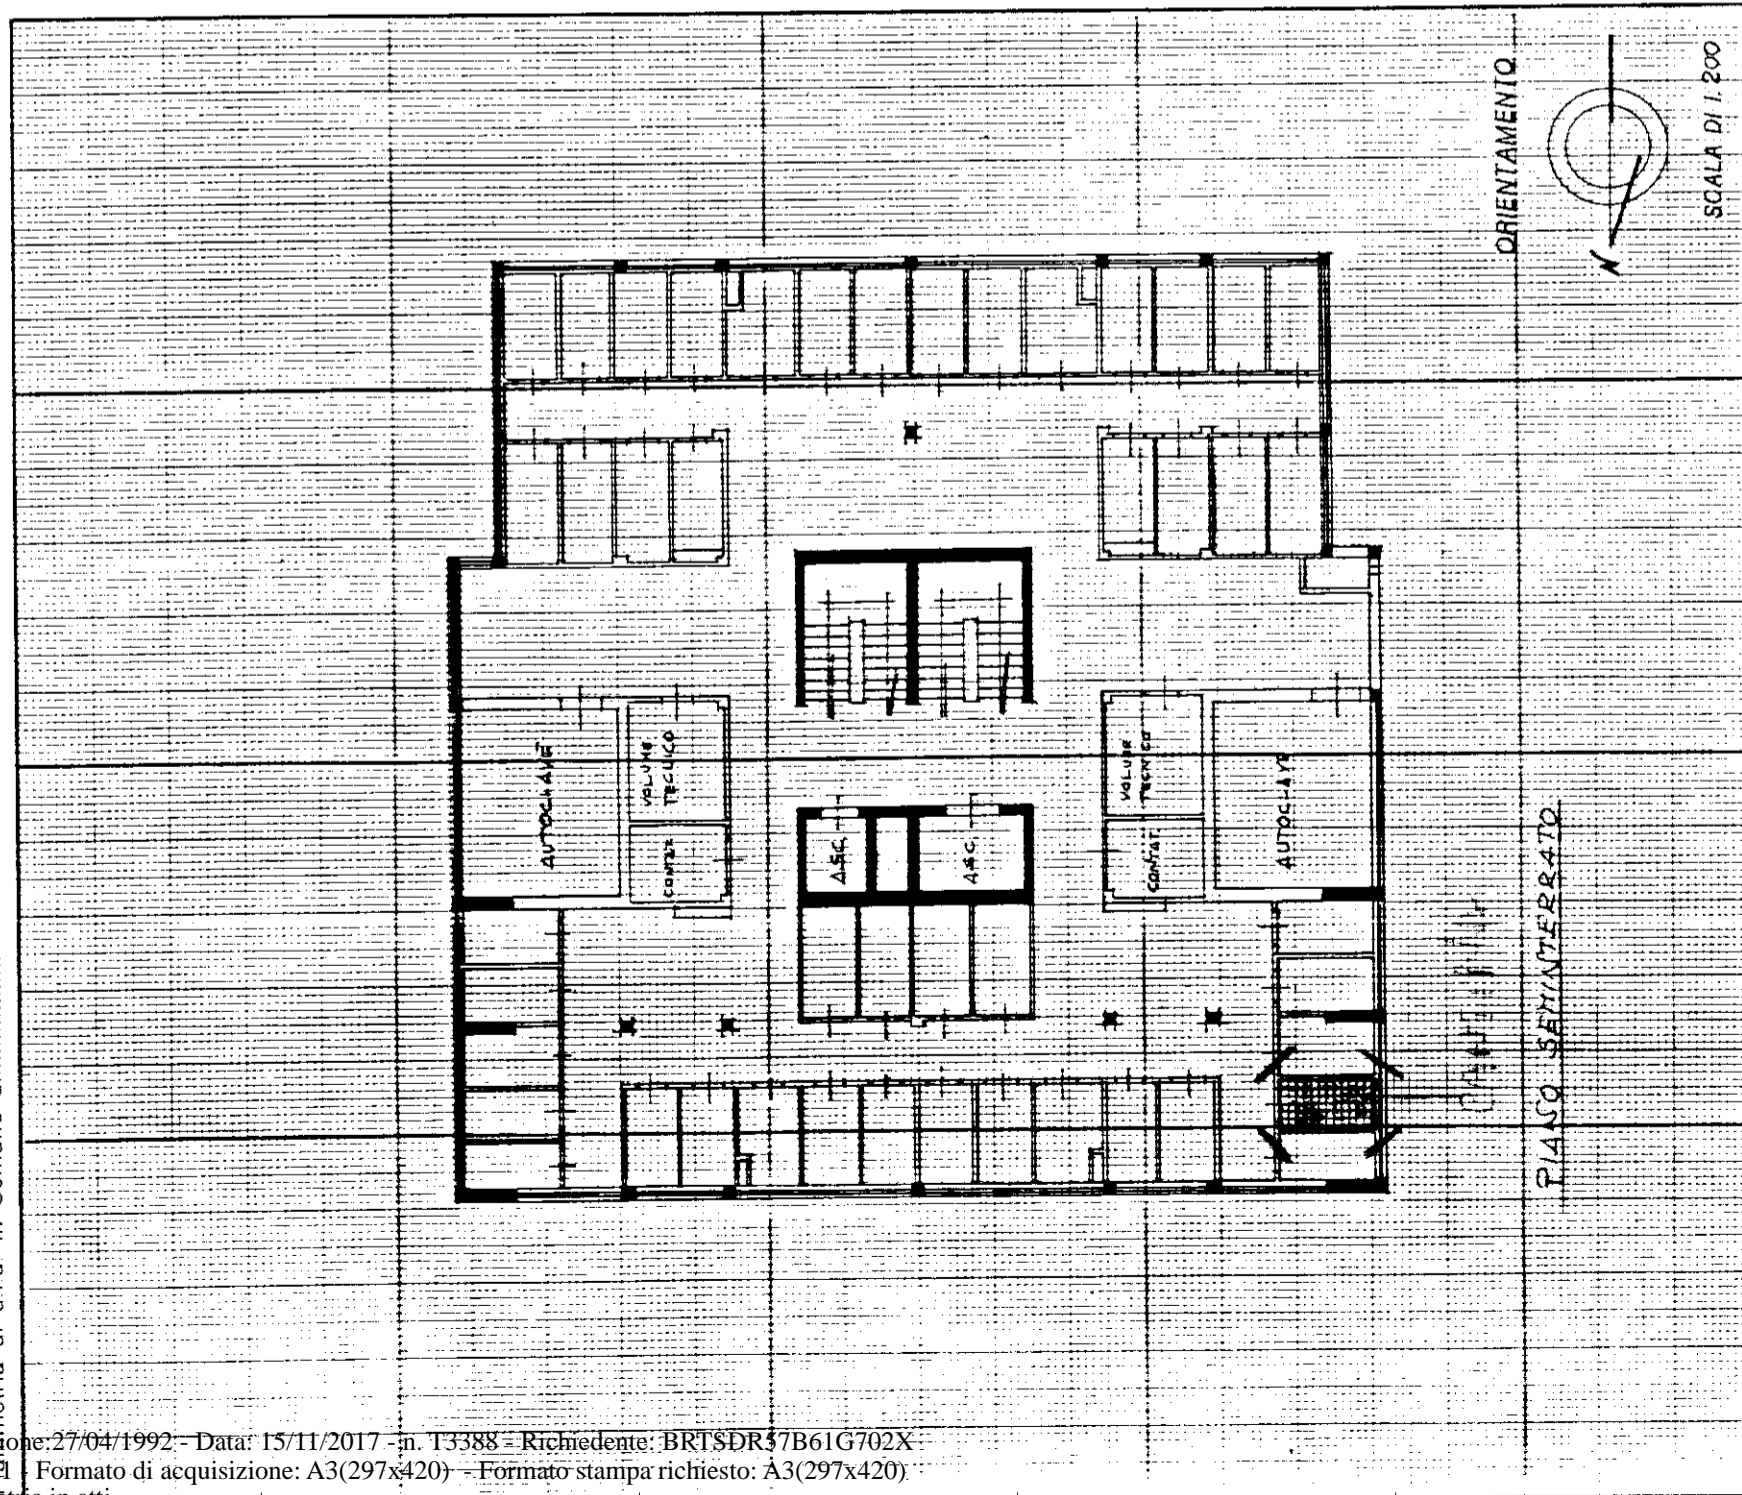 ORIENTAMENTO
SCALA DI 1:200
N
AUTOCLAVE
VOLUME
TECNICO
CONTAT.
ASC.
ASC.
VOLUME
TECNICO
CONTAT.
AUTOCLAVE
PIANO SEMINTERRATO
ione:27/04/1992 - Data: 15/11/2017 - n. T3388 - Richiedente: BRTSDR57B61G702X
1 - Formato di acquisizione: A3(297x420) - Formato stampa richiesto: A3(297x420)